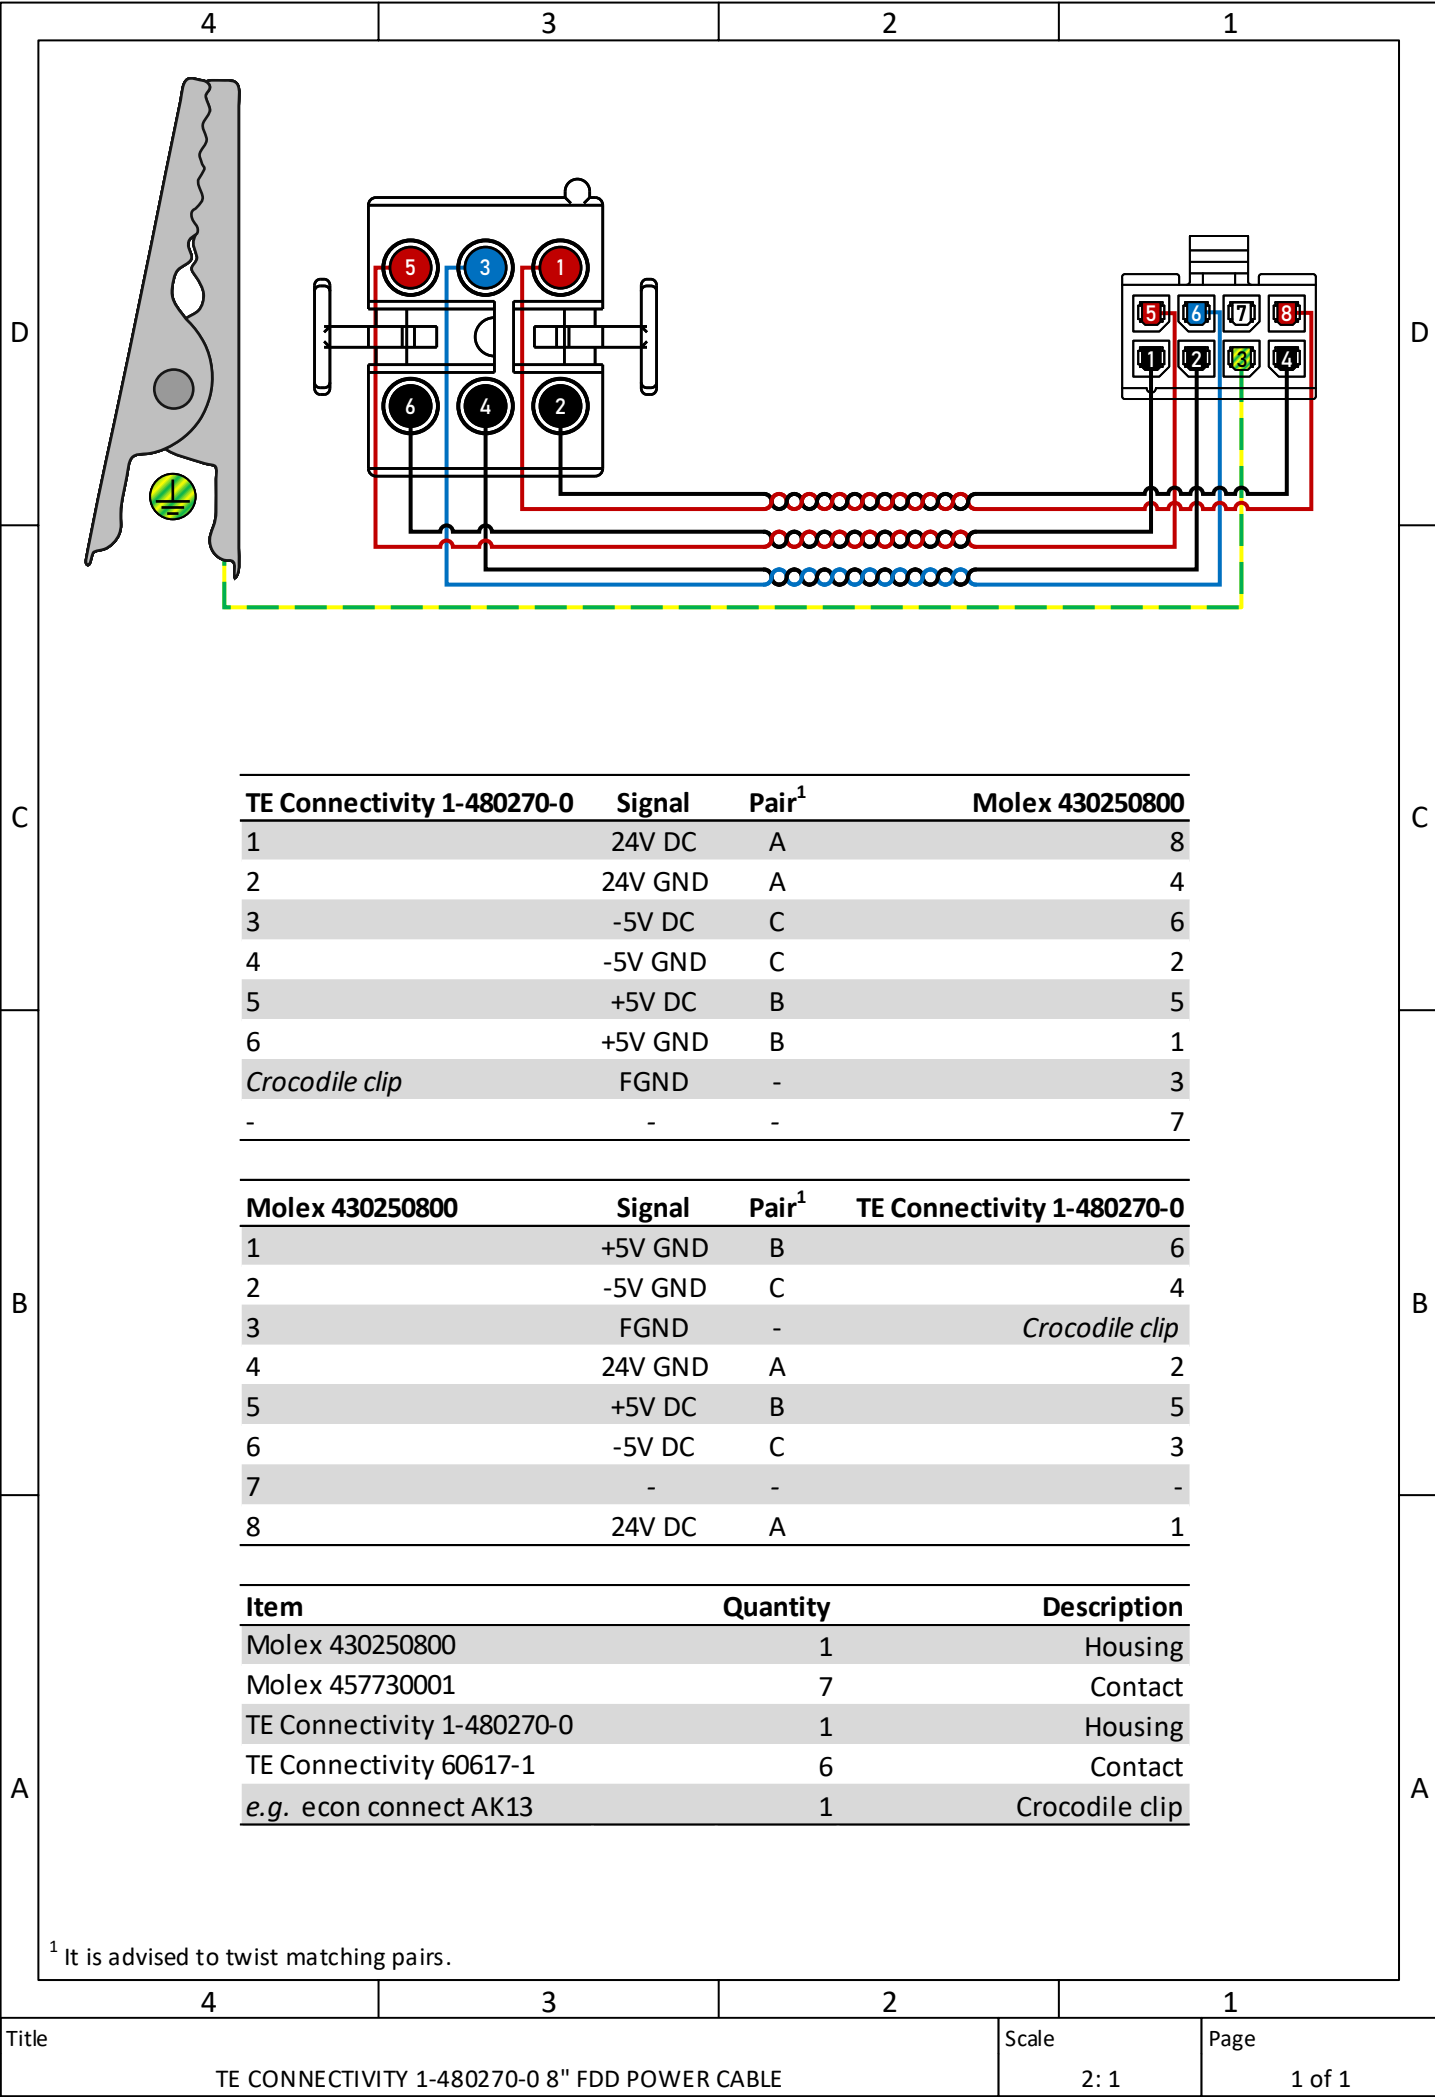 4 3 2 1
5 3 1
5 6 7 8
D D
1 2 3 4
6 4 2
TE Connectivity 1-480270-0 Signal Pair¹ Molex 430250800
C C
1 24V DC A 8
2 24V GND A 4
3 -5V DC C 6
4 -5V GND C 2
5 +5V DC B 5
6 +5V GND B 1
Crocodile clip FGND - 3
- - - 7
Molex 430250800 Signal Pair¹ TE Connectivity 1-480270-0
1 +5V GND B 6
2 -5V GND C 4
B B
3 FGND - Crocodile clip
4 24V GND A 2
5 +5V DC B 5
6 -5V DC C 3
7 - - -
8 24V DC A 1
Item Quantity Description
Molex 430250800 1 Housing
Molex 457730001 7 Contact
TE Connectivity 1-480270-0 1 Housing
TE Connectivity 60617-1 6 Contact
A A
e.g. econ connect AK13 1 Crocodile clip
¹ It is advised to twist matching pairs.
4 3 2 1
Title Scale Page
TE CONNECTIVITY 1-480270-0 8" FDD POWER CABLE 2: 1 1 of 1